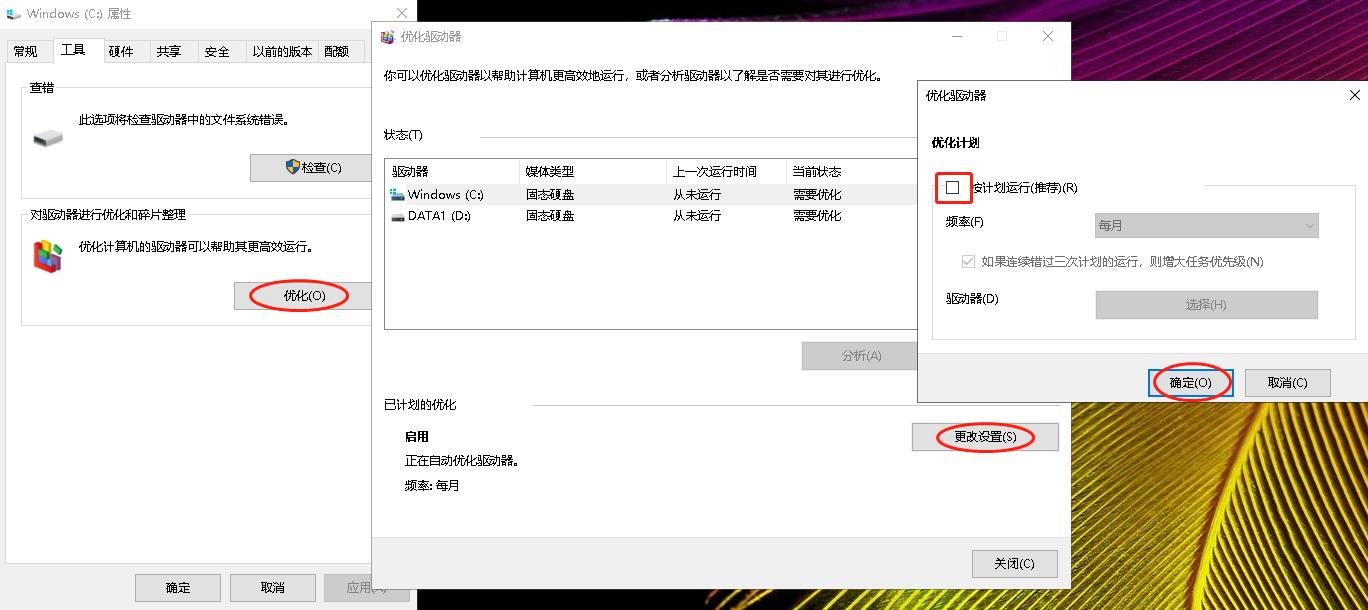 Windows (C:) 属性
常规 工具 硬件 共享 安全 以前的版本 配额
查错
此选项将检查驱动器中的文件系统错误。
检查(C)
对驱动器进行优化和碎片整理
优化计算机的驱动器可以帮助其更高效运行。
优化(O)
确定 取消
优化驱动器
你可以优化驱动器以帮助计算机更高效地运行，或者分析驱动器以了解是否需要对其进行优化。
状态(T)
驱动器 媒体类型 上一次运行时间 当前状态
Windows (C:) 固态硬盘 从未运行 需要优化
DATA1 (D:) 固态硬盘 从未运行 需要优化
分析(A)
已计划的优化
启用
正在自动优化驱动器。
频率: 每月
更改设置(S)
关闭(C)
优化驱动器
优化计划
按计划运行(推荐)(R)
频率(F) 每月
如果连续错过三次计划的运行，则增大任务优先级(N)
驱动器(D) 选择(H)
确定(O) 取消(C)